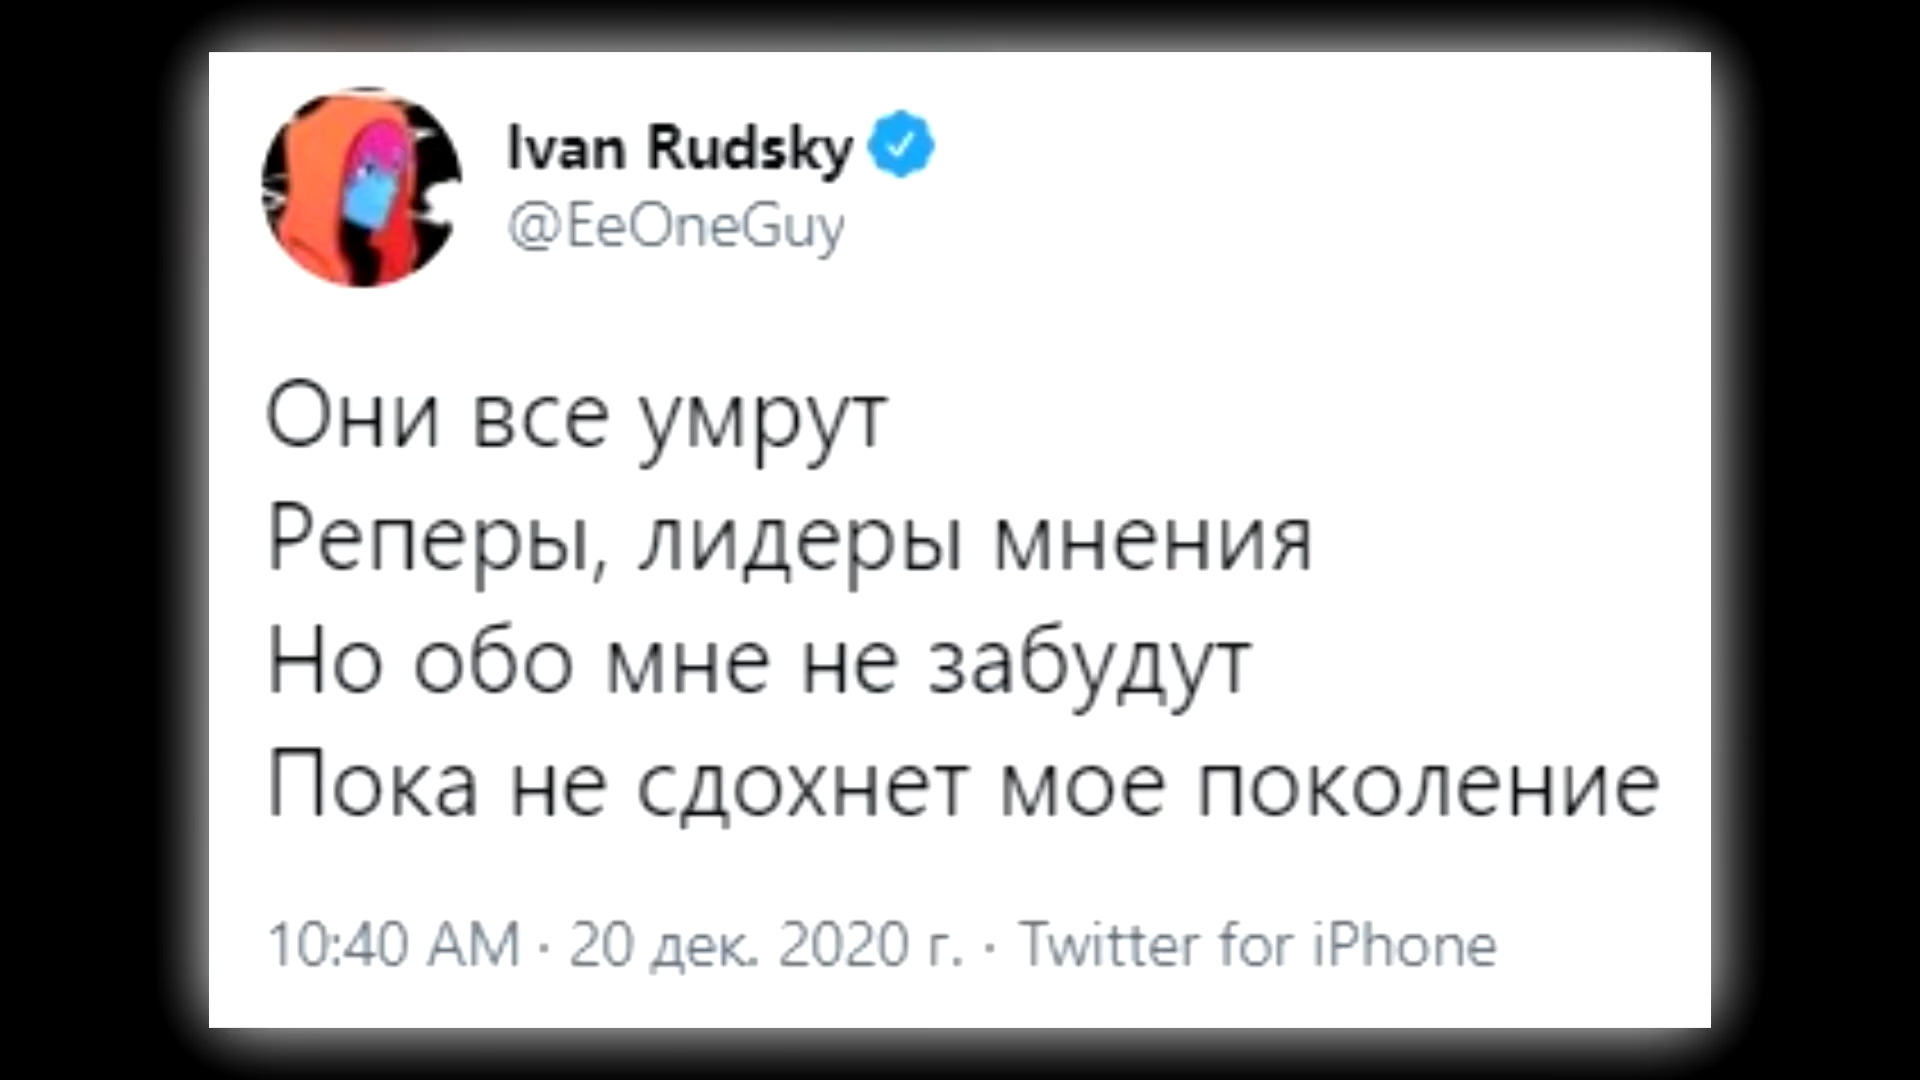 Ivan Rudsky
@EeOneGuy
Они все умрут
Реперы, лидеры мнения
Но обо мне не забудут
Пока не сдохнет мое поколение
10:40 AM · 20 дек. 2020 г. · Twitter for iPhone